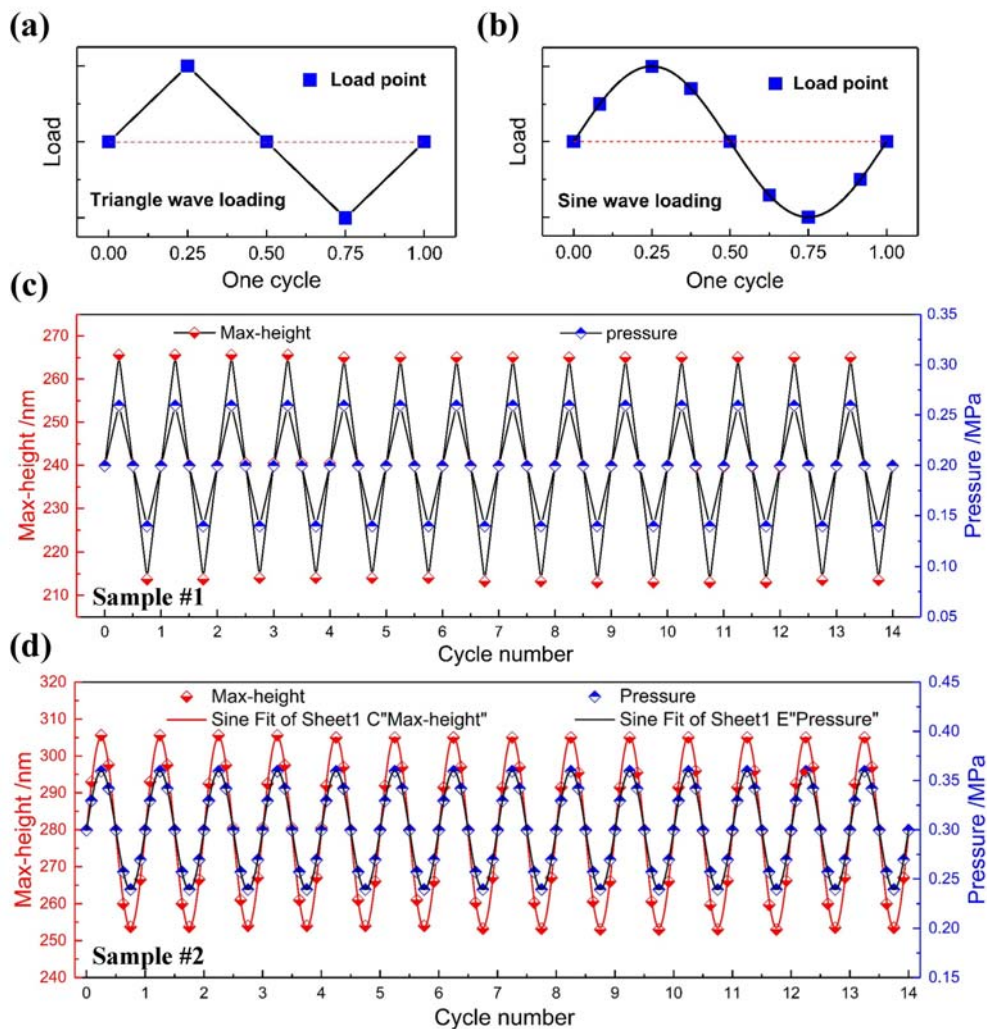 (a)
Load
Load point
Triangle wave loading
0.00 0.25 0.50 0.75 1.00
One cycle
(b)
Load
Load point
Sine wave loading
0.00 0.25 0.50 0.75 1.00
One cycle
(c)
Max-height /nm
270
260
250
240
230
220
210
Max-height
pressure
0.35
0.30
0.25
0.20
0.15
0.10
0.05
Pressure /MPa
Sample #1
0 1 2 3 4 5 6 7 8 9 10 11 12 13 14
Cycle number
(d)
Max-height /nm
320
310
300
290
280
270
260
250
240
Max-height
Pressure
Sine Fit of Sheet1 C"Max-height"
Sine Fit of Sheet1 E"Pressure"
0.45
0.40
0.35
0.30
0.25
0.20
0.15
Pressure /MPa
Sample #2
0 1 2 3 4 5 6 7 8 9 10 11 12 13 14
Cycle number